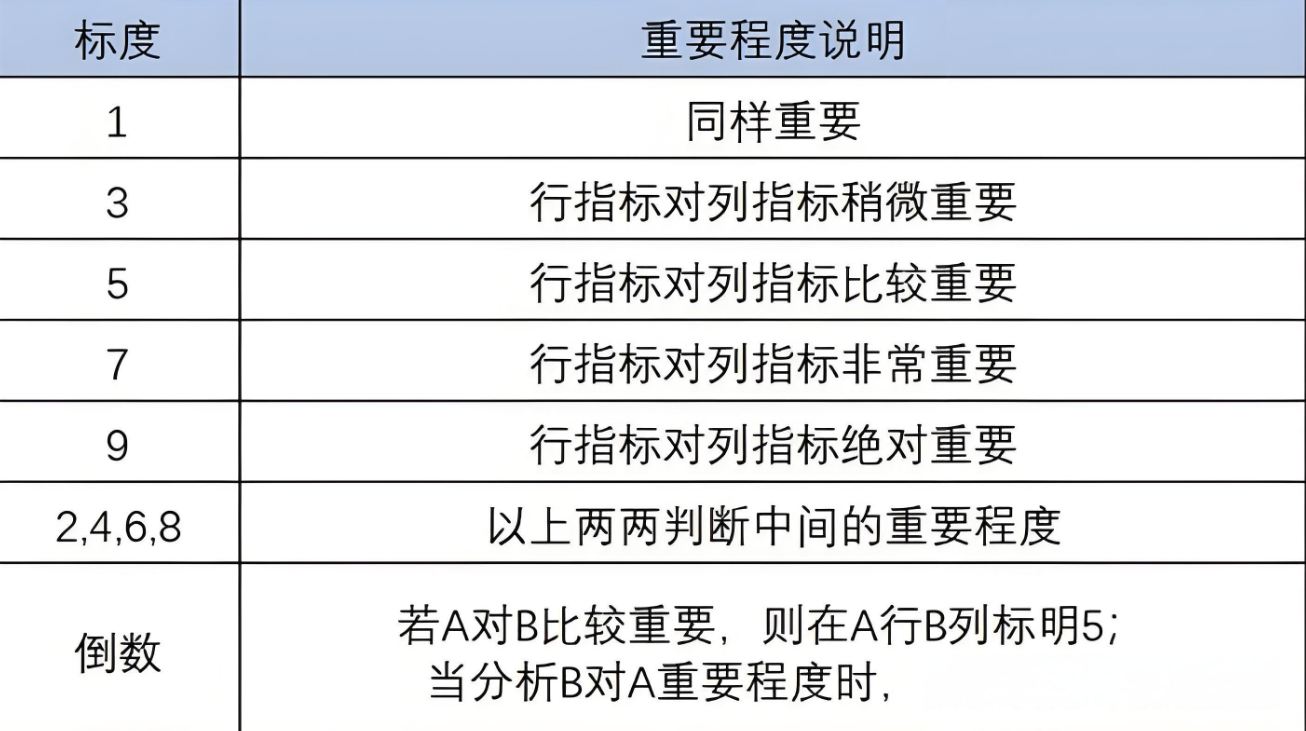 标度 重要程度说明
1 同样重要
3 行指标对列指标稍微重要
5 行指标对列指标比较重要
7 行指标对列指标非常重要
9 行指标对列指标绝对重要
2,4,6,8 以上两两判断中间的重要程度
倒数
若A对B比较重要，则在A行B列标明5；
当分析B对A重要程度时，